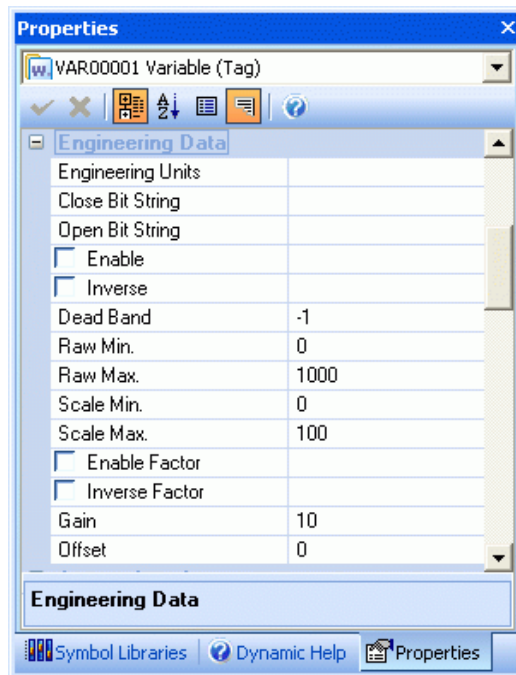 Properties
VAR00001 Variable (Tag)
Engineering Data
Engineering Units
Close Bit String
Open Bit String
Enable
Inverse
Dead Band -1
Raw Min. 0
Raw Max. 1000
Scale Min. 0
Scale Max. 100
Enable Factor
Inverse Factor
Gain 10
Offset 0
Engineering Data
Symbol Libraries Dynamic Help Properties